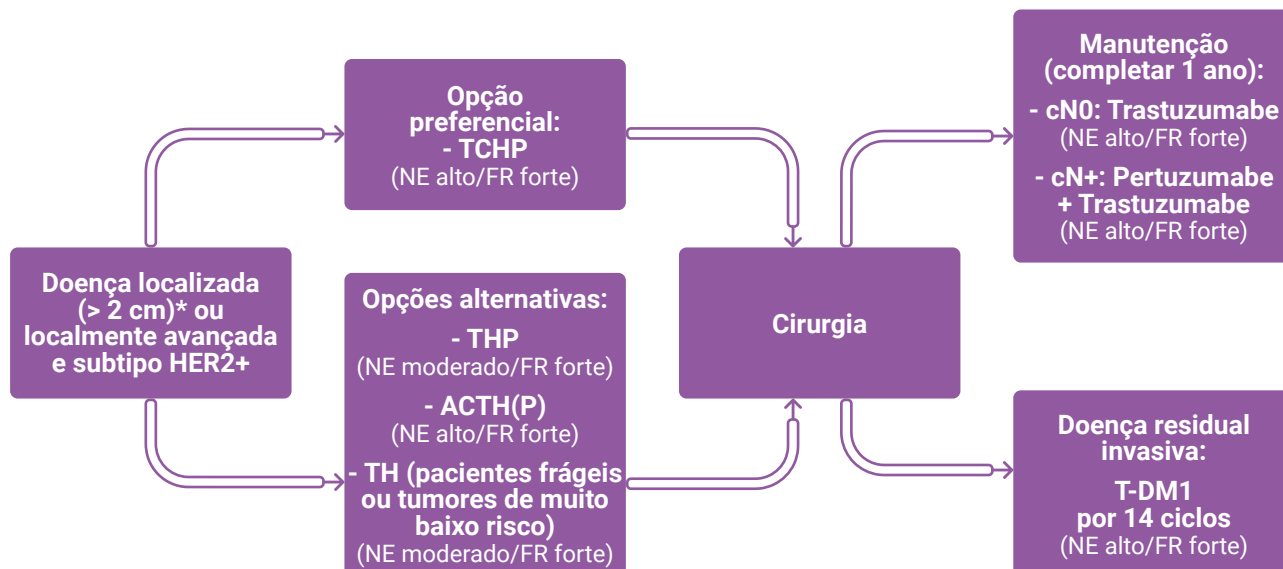 Doença localizada
(> 2 cm)* ou
localmente avançada
e subtipo HER2+
Opção
preferencial:
- TCHP
(NE alto/FR forte)
Opções alternativas:
- THP
(NE moderado/FR forte)
- ACTH(P)
(NE alto/FR forte)
- TH (pacientes frágeis
ou tumores de muito
baixo risco)
(NE moderado/FR forte)
Cirurgia
Manutenção
(completar 1 ano):
- cN0: Trastuzumabe
(NE alto/FR forte)
- cN+: Pertuzumabe
+ Trastuzumabe
(NE alto/FR forte)
Doença residual
invasiva:
T-DM1
por 14 ciclos
(NE alto/FR forte)